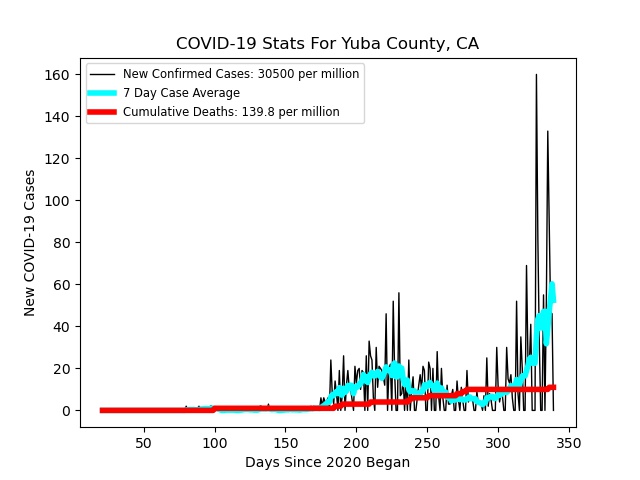 COVID-19 Stats For Yuba County, CA
New Confirmed Cases: 30500 per million
7 Day Case Average
Cumulative Deaths: 139.8 per million
New COVID-19 Cases
160
140
120
100
80
60
40
20
0
50 100 150 200 250 300 350
Days Since 2020 Began